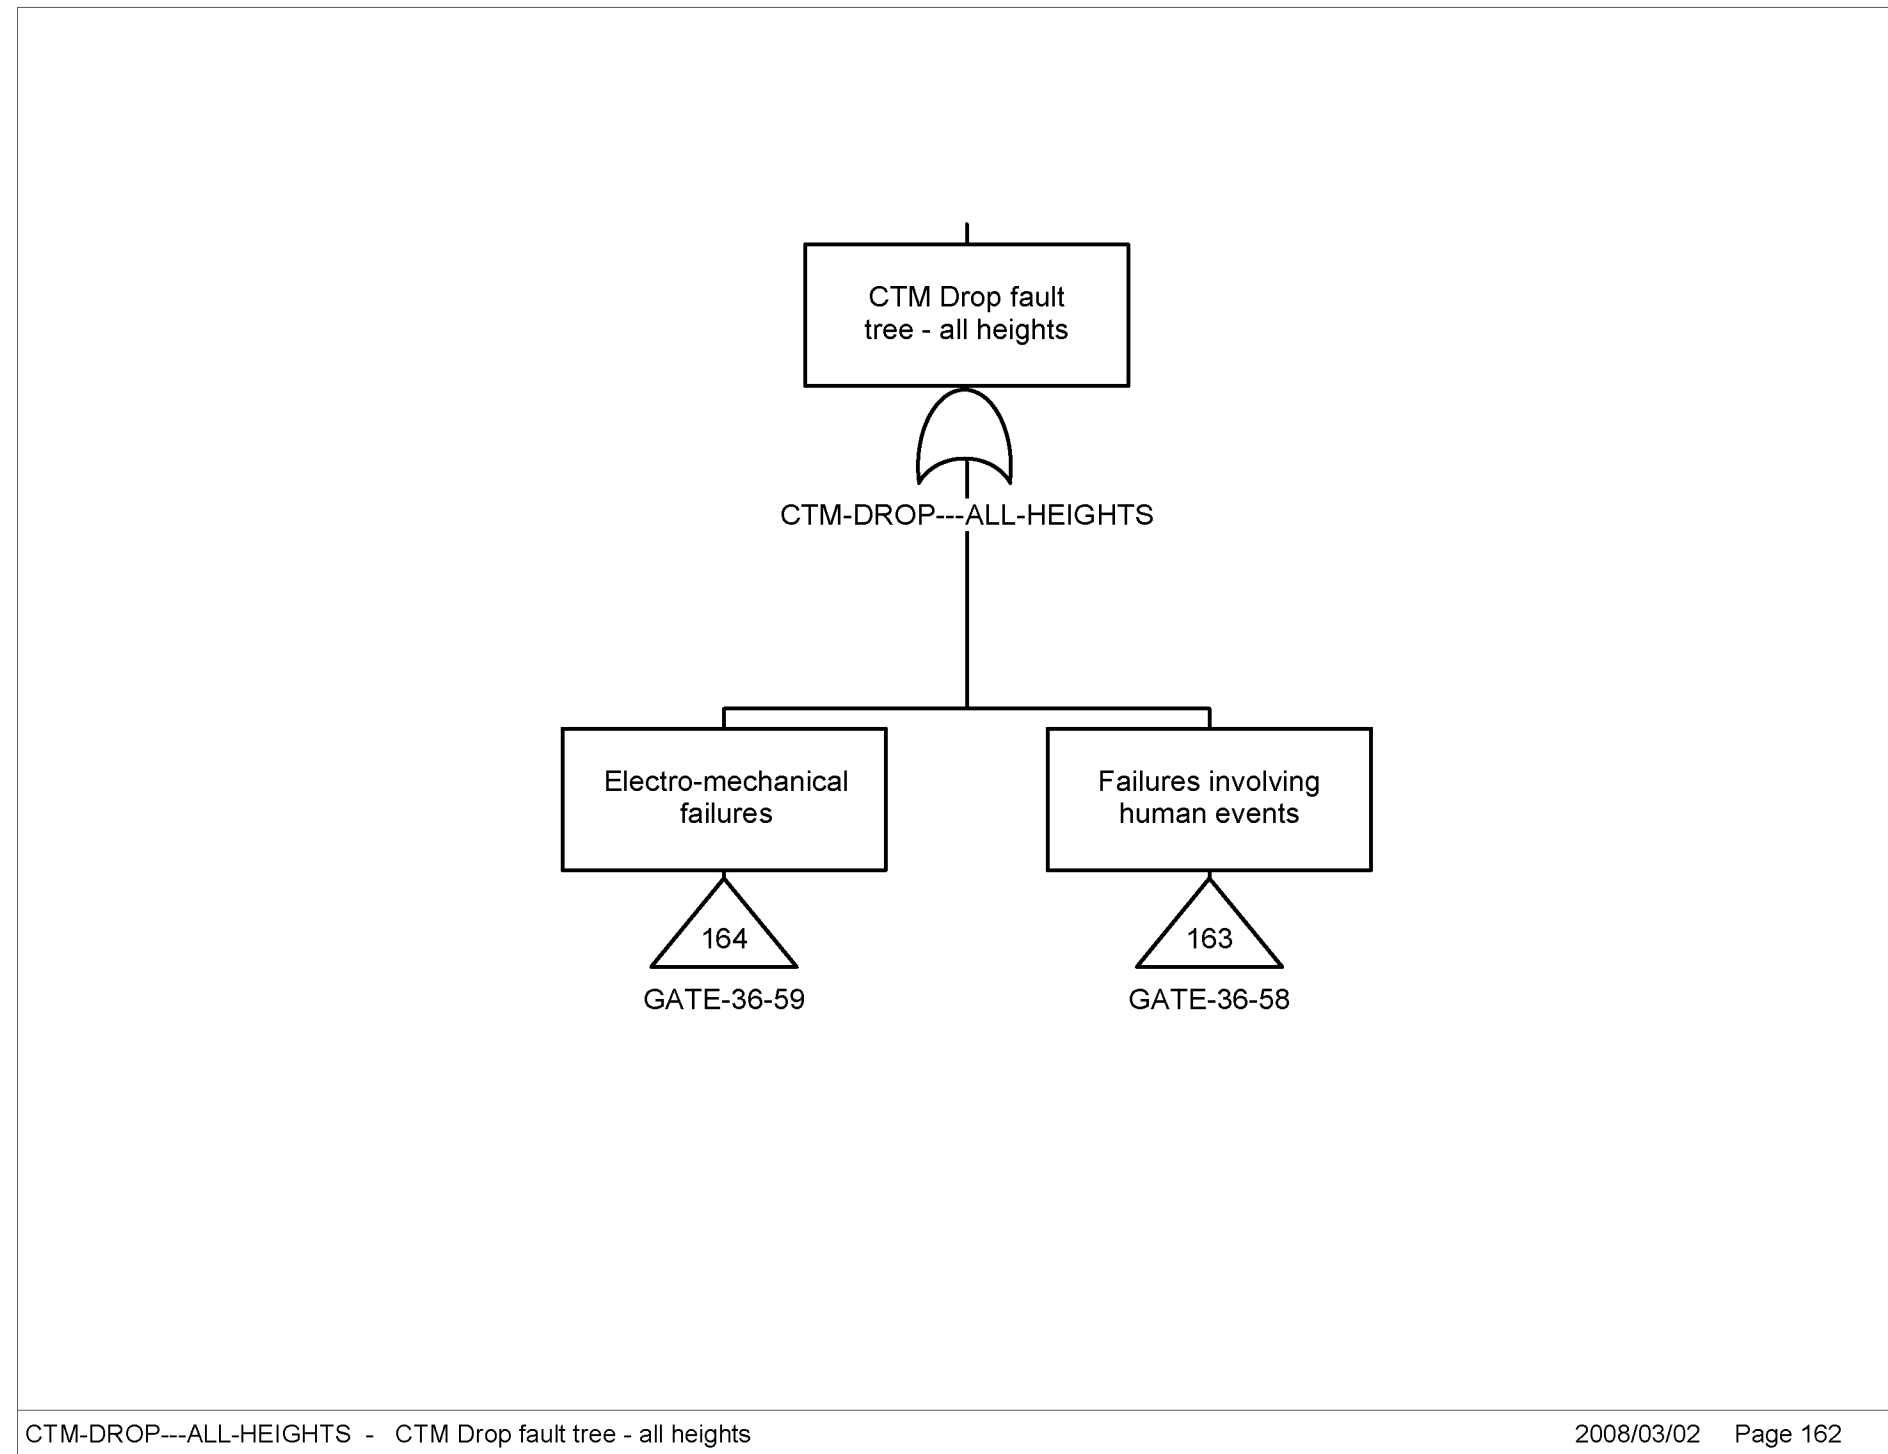 CTM Drop fault
tree - all heights
CTM-DROP---ALL-HEIGHTS
Electro-mechanical
failures
164
GATE-36-59
Failures involving
human events
163
GATE-36-58
CTM-DROP---ALL-HEIGHTS - CTM Drop fault tree - all heights
2008/03/02 Page 162